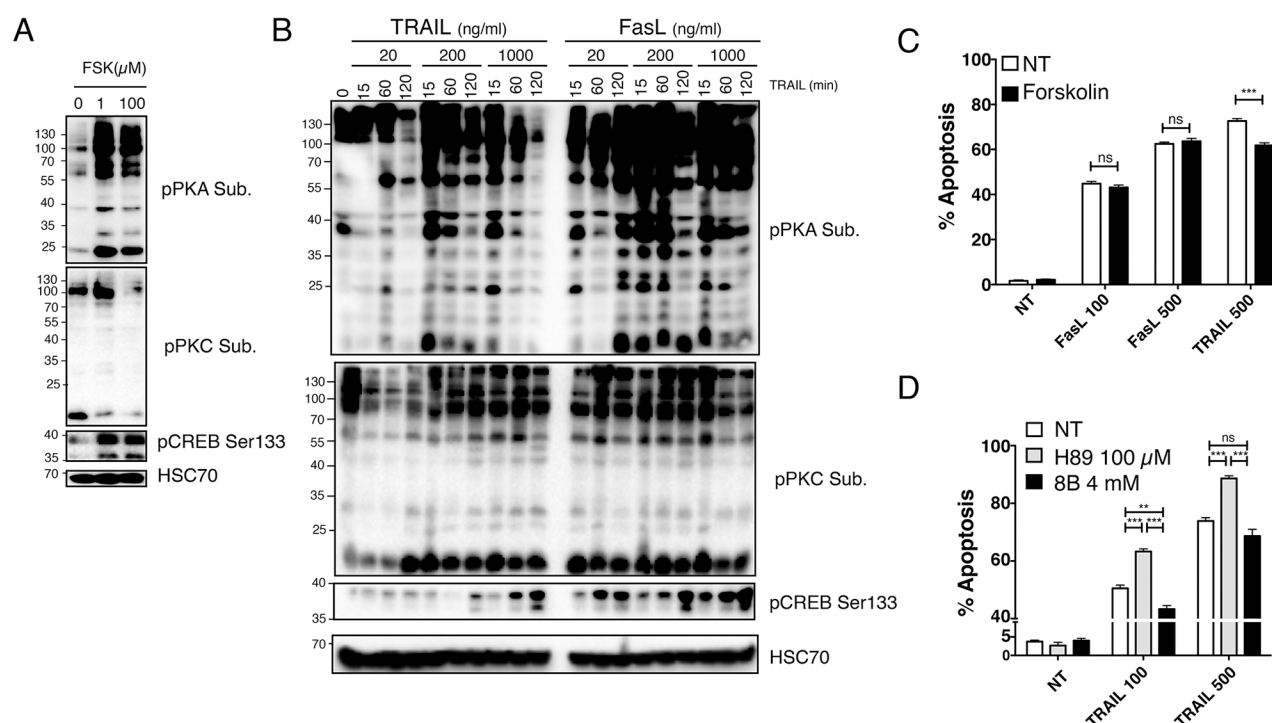 A
FSK(µM)
0 1 100
130
100
70
55
40
35
25
pPKA Sub.
130
100
70
55
40
35
25
pPKC Sub.
40
35
pCREB Ser133
70
HSC70
B
TRAIL (ng/ml) FasL (ng/ml)
20 200 1000 20 200 1000
0 15 60 120 15 60 120 15 60 120 15 60 120 15 60 120 15 60 120 TRAIL (min)
130
100
70
55
40
35
25
pPKA Sub.
130
100
70
55
40
35
25
pPKC Sub.
40
35
pCREB Ser133
70
HSC70
C
NT
Forskolin
% Apoptosis
100
80
60
40
20
0
ns
ns
***
NT FasL 100 FasL 500 TRAIL 500
D
NT
H89 100 µM
8B 4 mM
% Apoptosis
100
80
60
40
5
0
**
*** ***
ns
*** ***
NT TRAIL 100 TRAIL 500